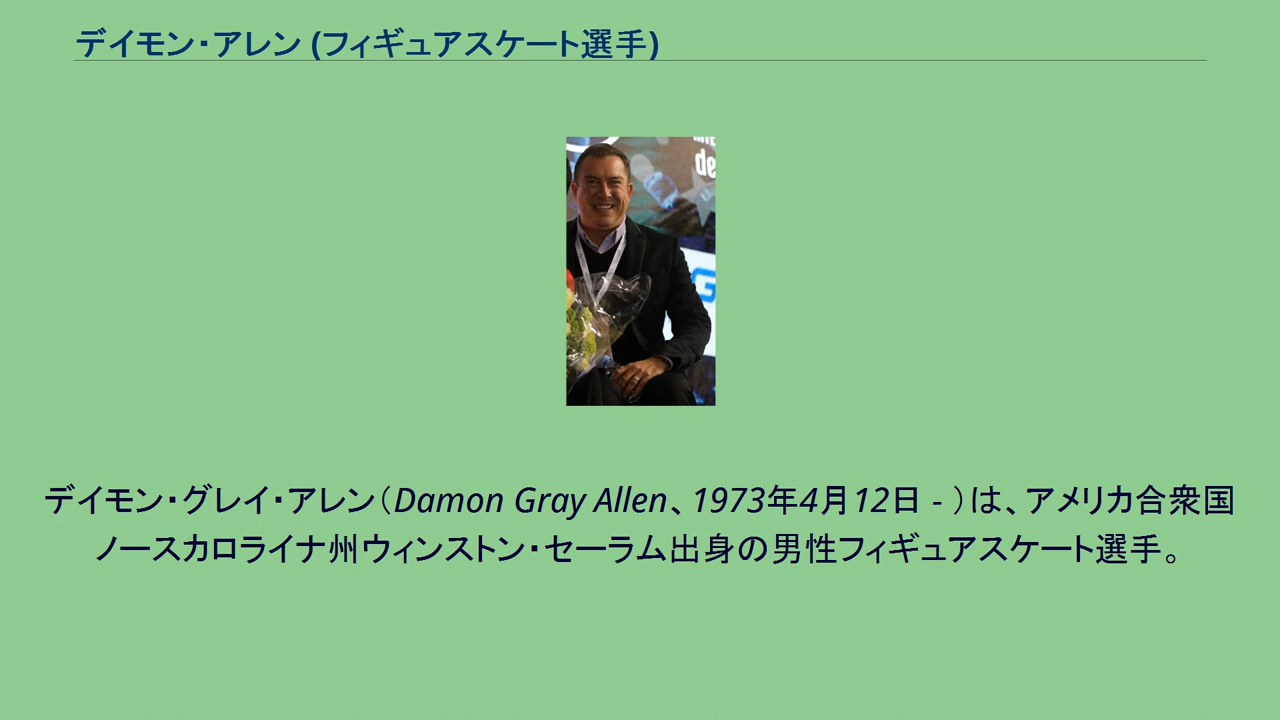 デイモン・アレン (フィギュアスケート選手)
de
G
デイモン・グレイ・アレン（Damon Gray Allen、1973年4月12日 - ）は、アメリカ合衆国
ノースカロライナ州ウィンストン・セーラム出身の男性フィギュアスケート選手。